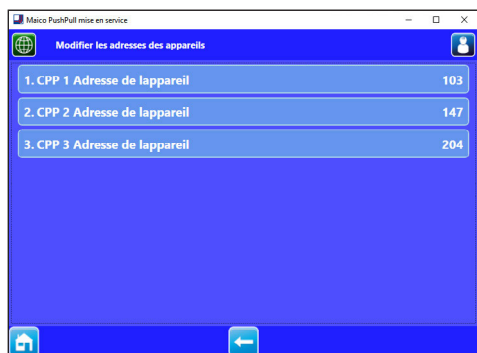 Maico PushPull mise en service
Modifier les adresses des appareils
1. CPP 1 Adresse de lappareil 103
2. CPP 2 Adresse de lappareil 147
3. CPP 3 Adresse de lappareil 204